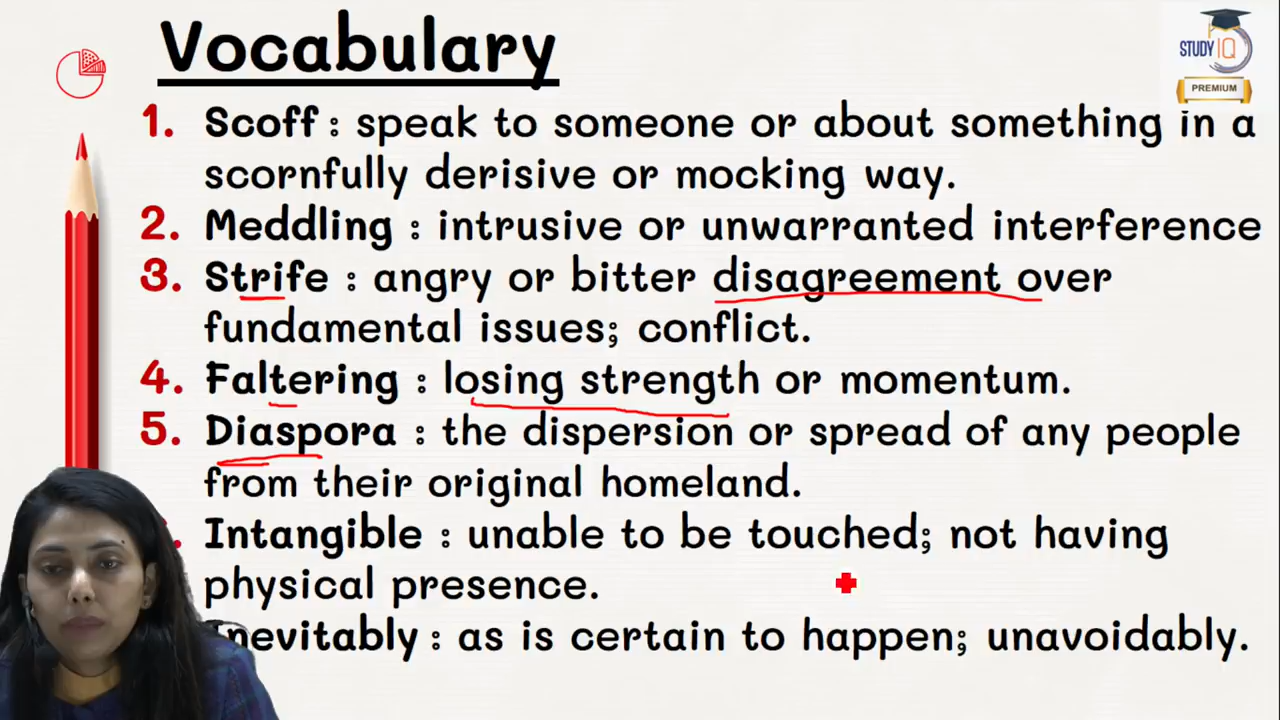 Vocabulary
STUDY IQ
PREMIUM
1. Scoff : speak to someone or about something in a
scornfully derisive or mocking way.
2. Meddling : intrusive or unwarranted interference
3. Strife : angry or bitter disagreement over
fundamental issues; conflict.
4. Faltering : losing strength or momentum.
5. Diaspora : the dispersion or spread of any people
from their original homeland.
Intangible : unable to be touched; not having
physical presence.
Inevitably : as is certain to happen; unavoidably.